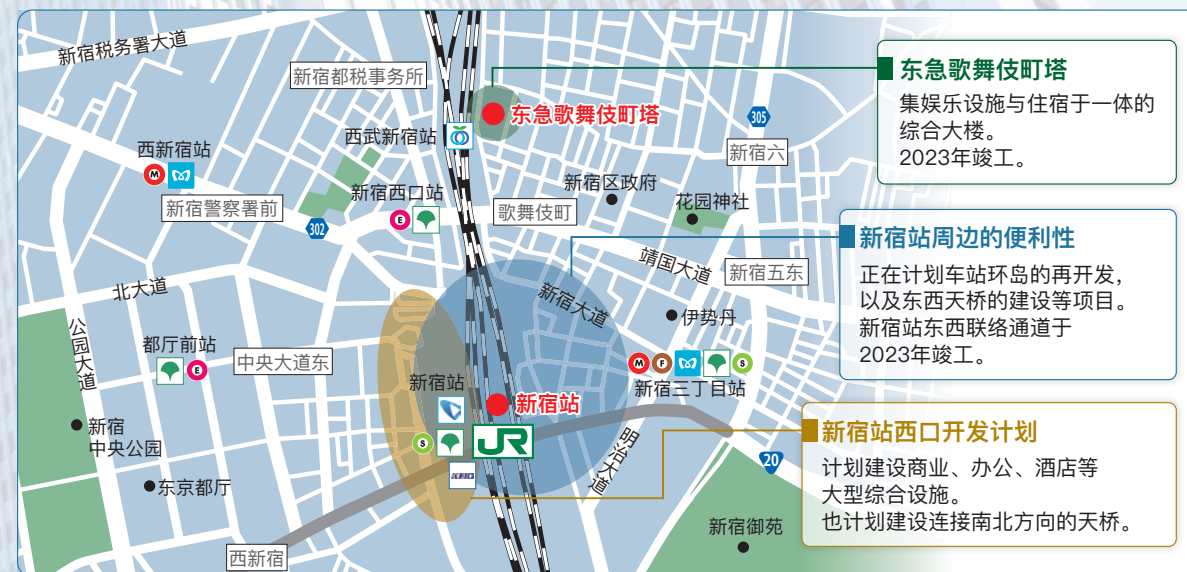 新宿税务署大道
新宿都税事务所
东急歌舞伎町塔
西武新宿站
305
西新宿站
M
新宿六
新宿警察署前
新宿西口站
E
302
新宿区政府
歌舞伎町
花园神社
靖国大道
新宿五东
北大道
新宿大道
公园大道
伊势丹
都厅前站
E
中央大道东
M
F
S
新宿三丁目站
新宿站
新宿站
S
JR
KEIO
明治大道
20
新宿
中央公园
东京都厅
西新宿
新宿御苑
东急歌舞伎町塔
集娱乐设施与住宿于一体的
综合大楼。
2023年竣工。
新宿站周边的便利性
正在计划车站环岛的再开发，
以及东西天桥的建设等项目。
新宿站东西联络通道于
2023年竣工。
新宿站西口开发计划
计划建设商业、办公、酒店等
大型综合设施。
也计划建设连接南北方向的天桥。